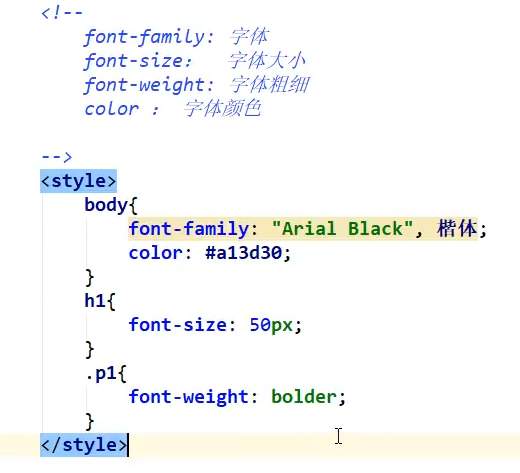 <!--
font-family: 字体
font-size: 字体大小
font-weight: 字体粗细
color : 字体颜色
-->
<style>
body{
font-family: "Arial Black", 楷体;
color: #a13d30;
}
h1{
font-size: 50px;
}
.p1{
font-weight: bolder;
}
</style>